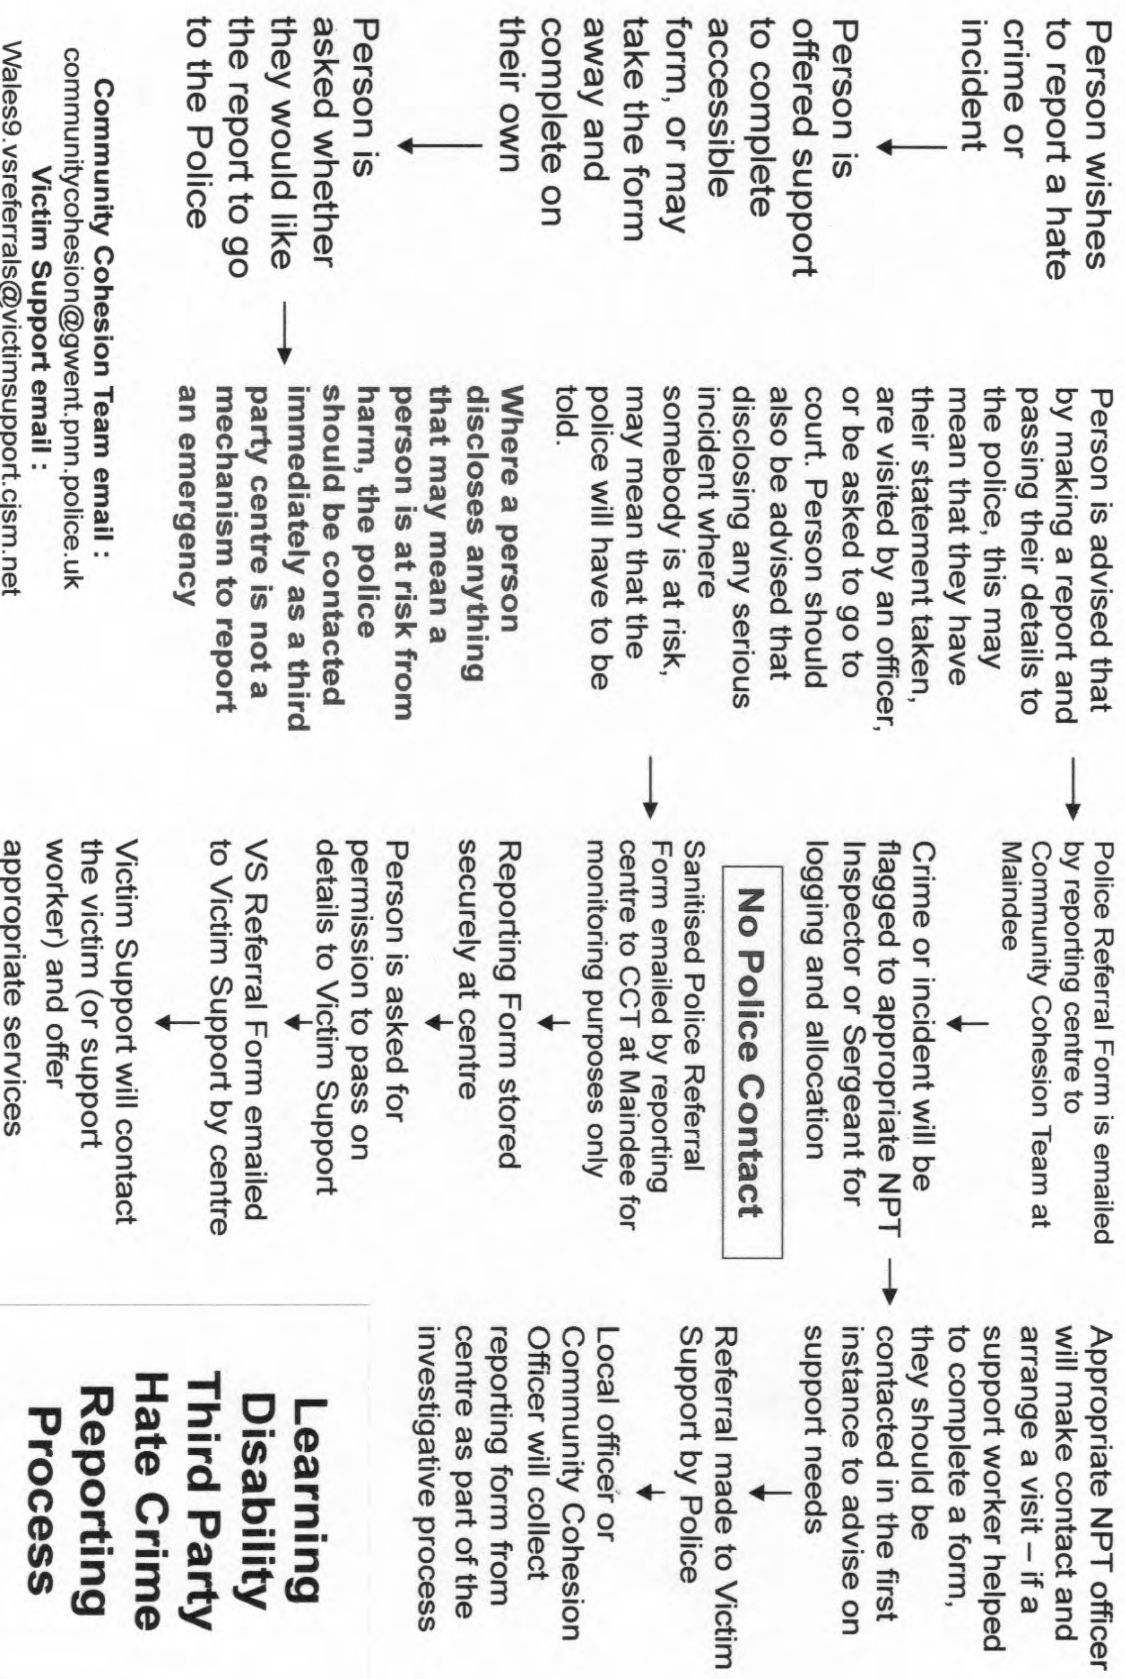 Person wishes
to report a hate
crime or
incident
Person is
offered support
to complete
accessible
form, or may
take the form
away and
complete on
their own
Person is
asked whether
they would like
the report to go
to the Police
Community Cohesion Team email :
communitycohesion@gwent.pnn.police.uk
Victim Support email :
Wales9.vsreferrals@victimsupport.cjsm.net
Person is advised that
by making a report and
passing their details to
the police, this may
mean that they have
their statement taken,
are visited by an officer,
or be asked to go to
court. Person should
also be advised that
disclosing any serious
incident where
somebody is at risk,
may mean that the
police will have to be
told.
Where a person
discloses anything
that may mean a
person is at risk from
harm, the police
should be contacted
immediately as a third
party centre is not a
mechanism to report
an emergency
Police Referral Form is emailed
by reporting centre to
Community Cohesion Team at
Maindee
Crime or incident will be
flagged to appropriate NPT
Inspector or Sergeant for
logging and allocation
No Police Contact
Sanitised Police Referral
Form emailed by reporting
centre to CCT at Maindee for
monitoring purposes only
Reporting Form stored
securely at centre
Person is asked for
permission to pass on
details to Victim Support
VS Referral Form emailed
to Victim Support by centre
Victim Support will contact
the victim (or support
worker) and offer
appropriate services
Appropriate NPT officer
will make contact and
arrange a visit – if a
support worker helped
to complete a form,
they should be
contacted in the first
instance to advise on
support needs
Referral made to Victim
Support by Police
Local officer or
Community Cohesion
Officer will collect
reporting form from
centre as part of the
investigative process
Learning
Disability
Third Party
Hate Crime
Reporting
Process